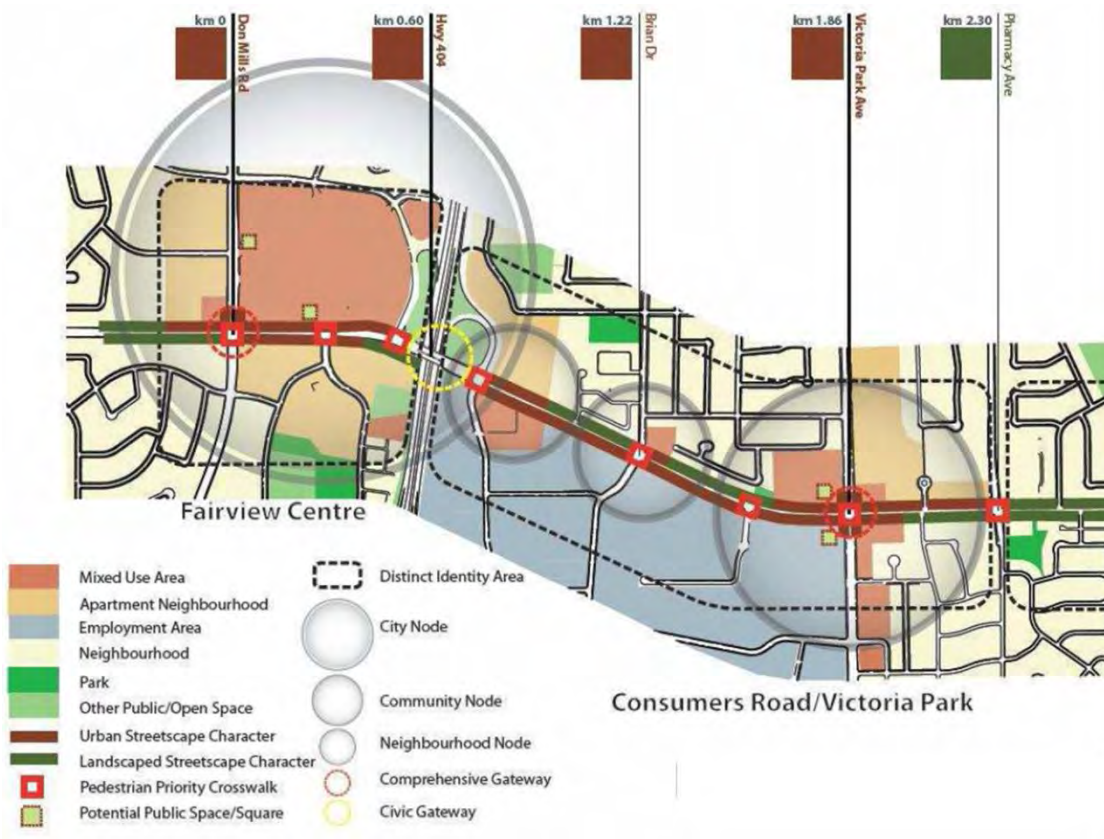 km 0
Don Mills Rd
km 0.60
Hwy 404
km 1.22
Brian Dr
km 1.86
Victoria Park Ave
km 2.30
Pharmacy Ave
Fairview Centre
Consumers Road/Victoria Park
Mixed Use Area
Apartment Neighbourhood
Employment Area
Neighbourhood
Park
Other Public/Open Space
Urban Streetscape Character
Landscaped Streetscape Character
Pedestrian Priority Crosswalk
Potential Public Space/Square
Distinct Identity Area
City Node
Community Node
Neighbourhood Node
Comprehensive Gateway
Civic Gateway